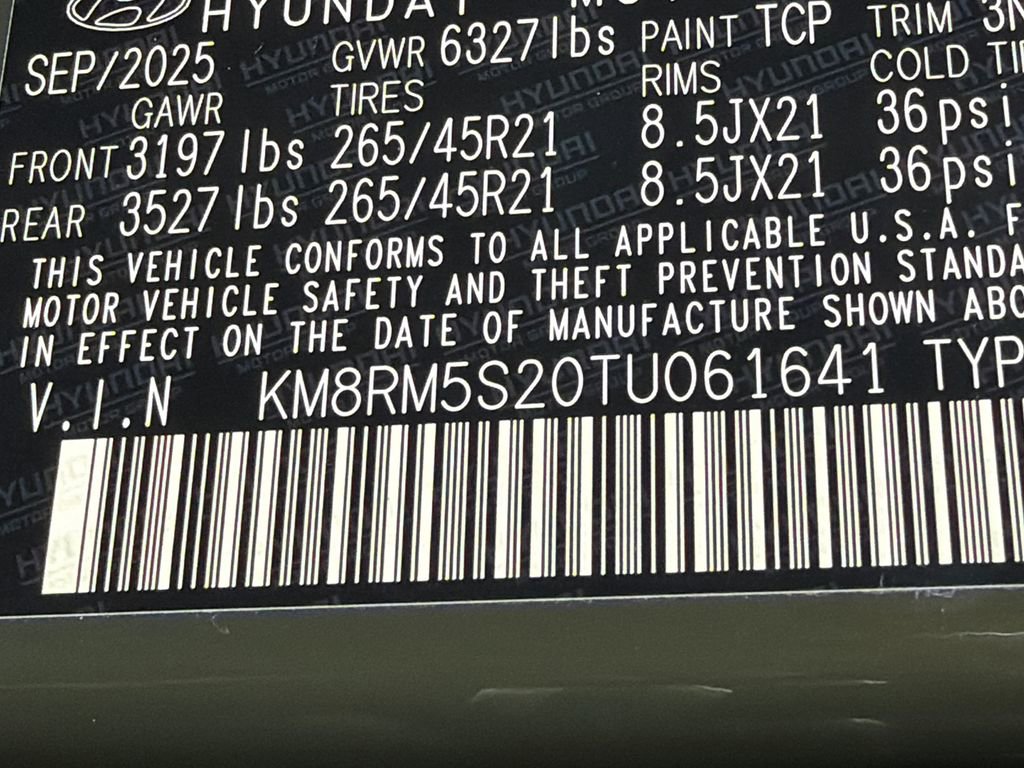 HYUNDAI
SEP/2025 GVWR 6327lbs PAINT TCP TRIM
GAWR TIRES RIMS COLD
FRONT 3197lbs 265/45R21 8.5JX21 36psi
REAR 3527lbs 265/45R21 8.5JX21 36psi
THIS VEHICLE CONFORMS TO ALL APPLICABLE U.S.A.
MOTOR VEHICLE SAFETY AND THEFT PREVENTION
IN EFFECT ON THE DATE OF MANUFACTURE SHOWN
V.I.N KM8RM5S20TU061641